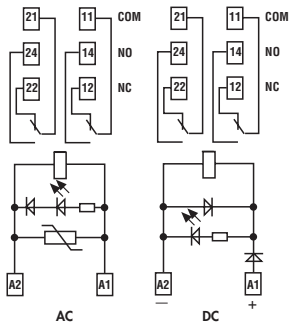 21 11 COM 21 11 COM
24 14 NO 24 14 NO
22 12 NC 22 12 NC
A2 A1 A2 A1
— +
AC DC